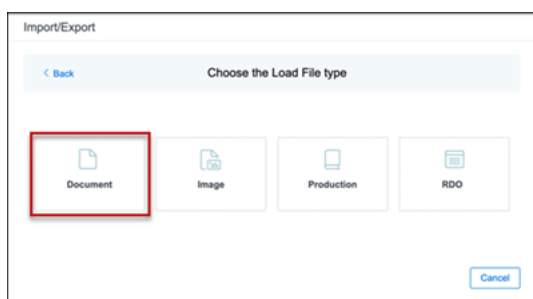 Import/Export
< Back
Choose the Load File type
Document
Image
Production
RDO
Cancel